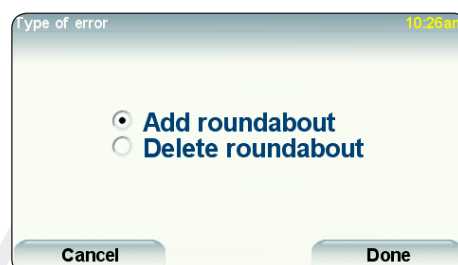 Type of error 10:26am
Add roundabout
Delete roundabout
Cancel Done